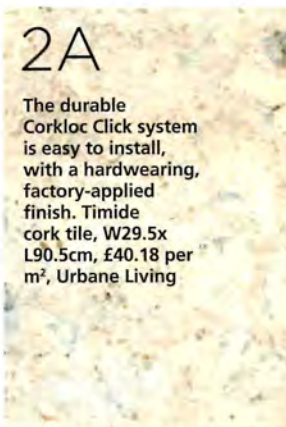 2A
The durable
Corkloc Click system
is easy to install,
with a hardwearing,
factory-applied
finish. Timide
cork tile, W29.5x
L90.5cm, £40.18 per
m², Urbane Living